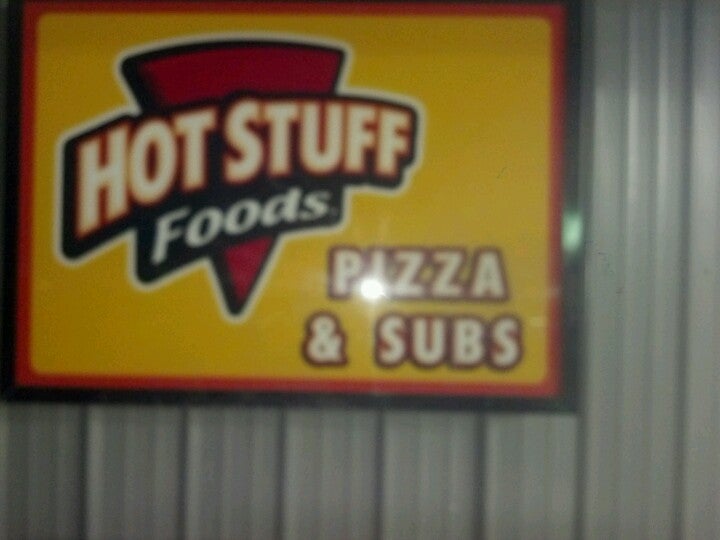 HOT STUFF
Foods
PIZZA
& SUBS